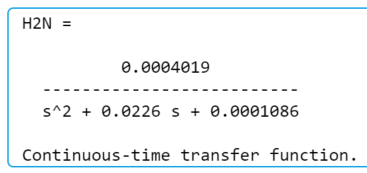 H2N =
0.0004019
--------------------------
s^2 + 0.0226 s + 0.0001086
Continuous-time transfer function.